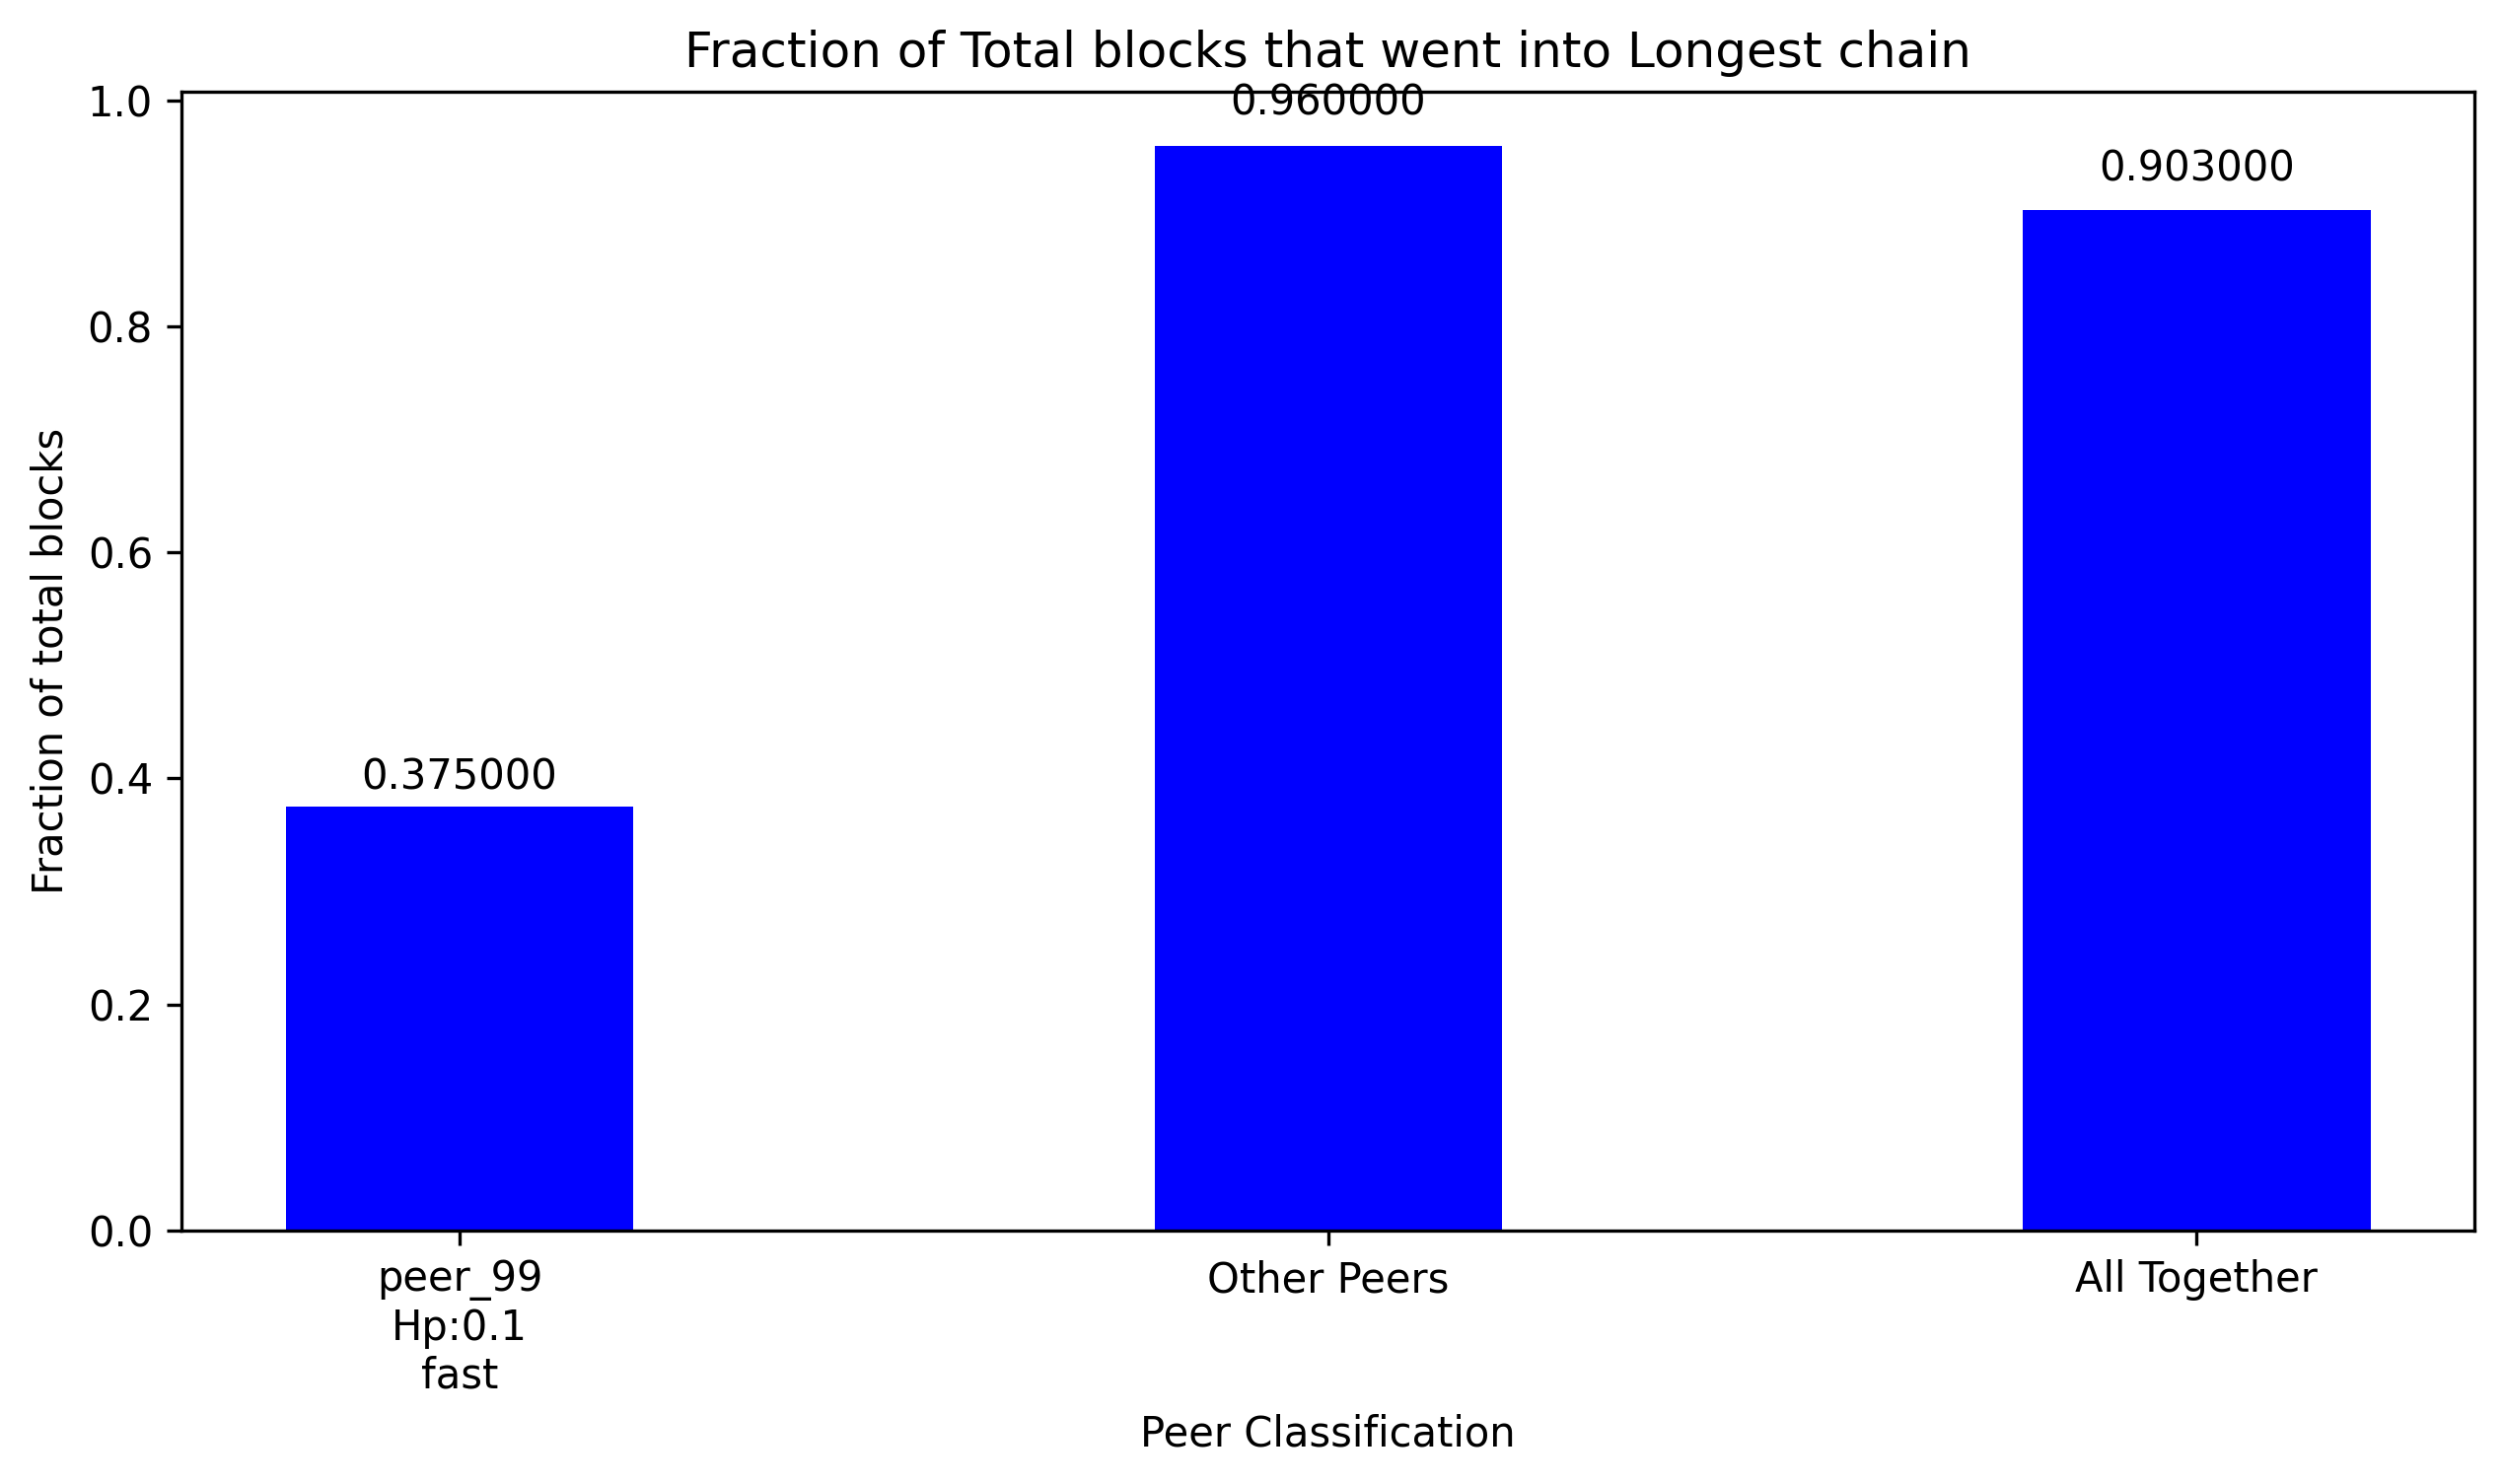 Fraction of Total blocks that went into Longest chain
Fraction of total blocks
1.0
0.8
0.6
0.4
0.2
0.0
0.375000
0.960000
0.903000
peer_99
Hp:0.1
fast
Other Peers
All Together
Peer Classification